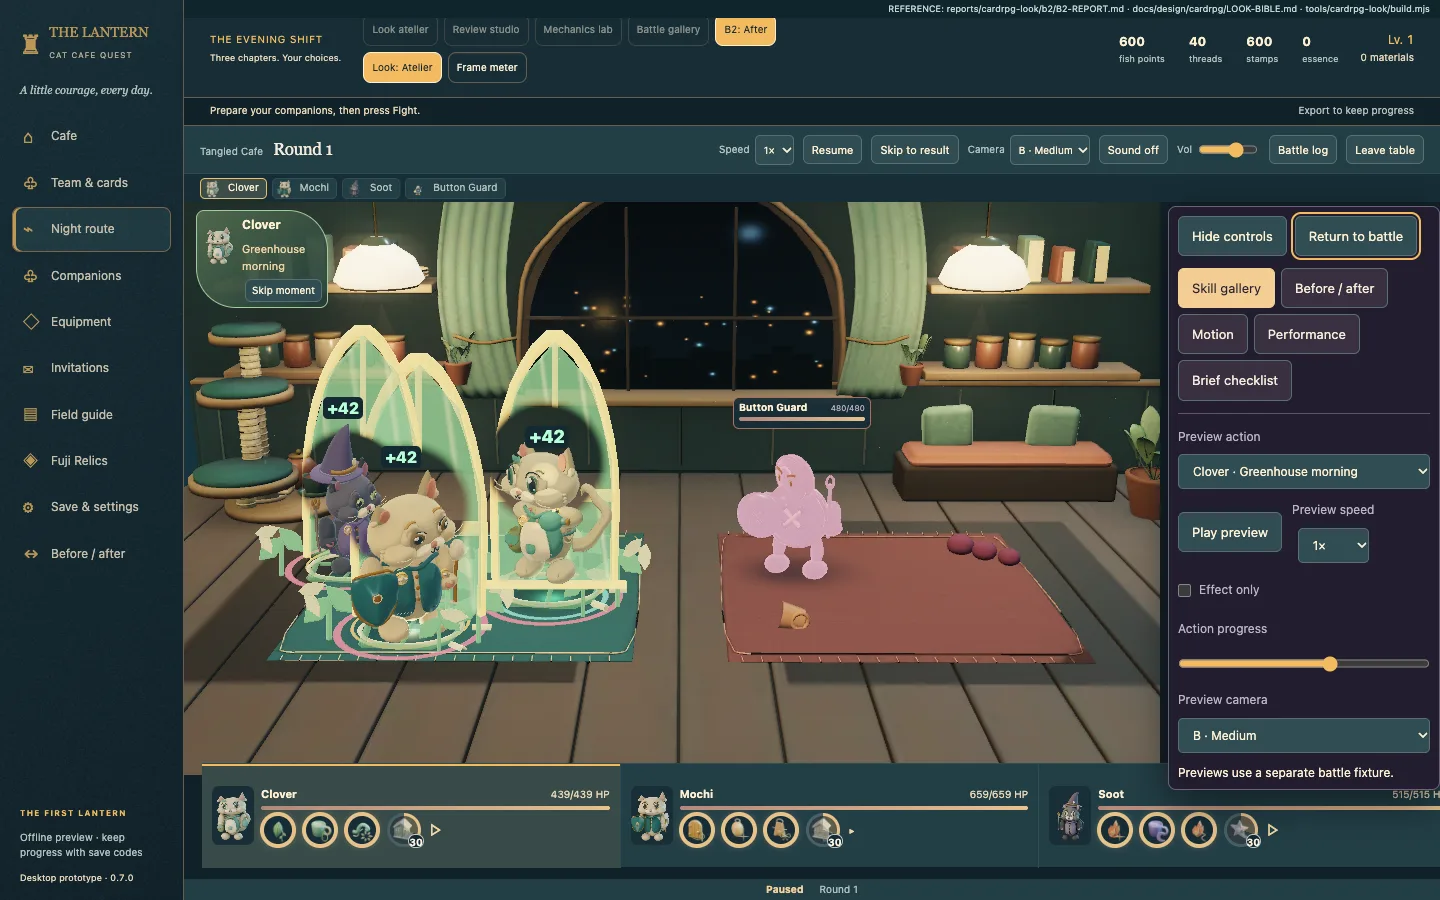 REFERENCE: reports/cardrpg-look/b2/B2-REPORT.md · docs/design/cardrpg/LOOK-BIBLE.md · tools/cardrpg-look/build.mjs
THE LANTERN
CAT CAFE QUEST
A little courage, every day.
Cafe
Team & cards
Night route
Companions
Equipment
Invitations
Field guide
Fuji Relics
Save & settings
Before / after
THE FIRST LANTERN
Offline preview · keep
progress with save codes
Desktop prototype · 0.7.0
THE EVENING SHIFT
Three chapters. Your choices.
Look atelier
Review studio
Mechanics lab
Battle gallery
B2: After
Look: Atelier
Frame meter
600
fish points
40
threads
600
stamps
0
essence
Lv. 1
0 materials
Prepare your companions, then press Fight.
Export to keep progress
Tangled Cafe
Round 1
Speed
1×
Resume
Skip to result
Camera
B · Medium
Sound off
Vol
Battle log
Leave table
Clover
Mochi
Soot
Button Guard
Clover
Greenhouse
morning
Skip moment
+42
+42
+42
Button Guard
480/480
Hide controls
Return to battle
Skill gallery
Before / after
Motion
Performance
Brief checklist
Preview action
Clover · Greenhouse morning
Play preview
Preview speed
1×
Effect only
Action progress
Preview camera
B · Medium
Previews use a separate battle fixture.
Clover
439/439 HP
30
Mochi
659/659 HP
30
Soot
515/515 H
30
Paused
Round 1